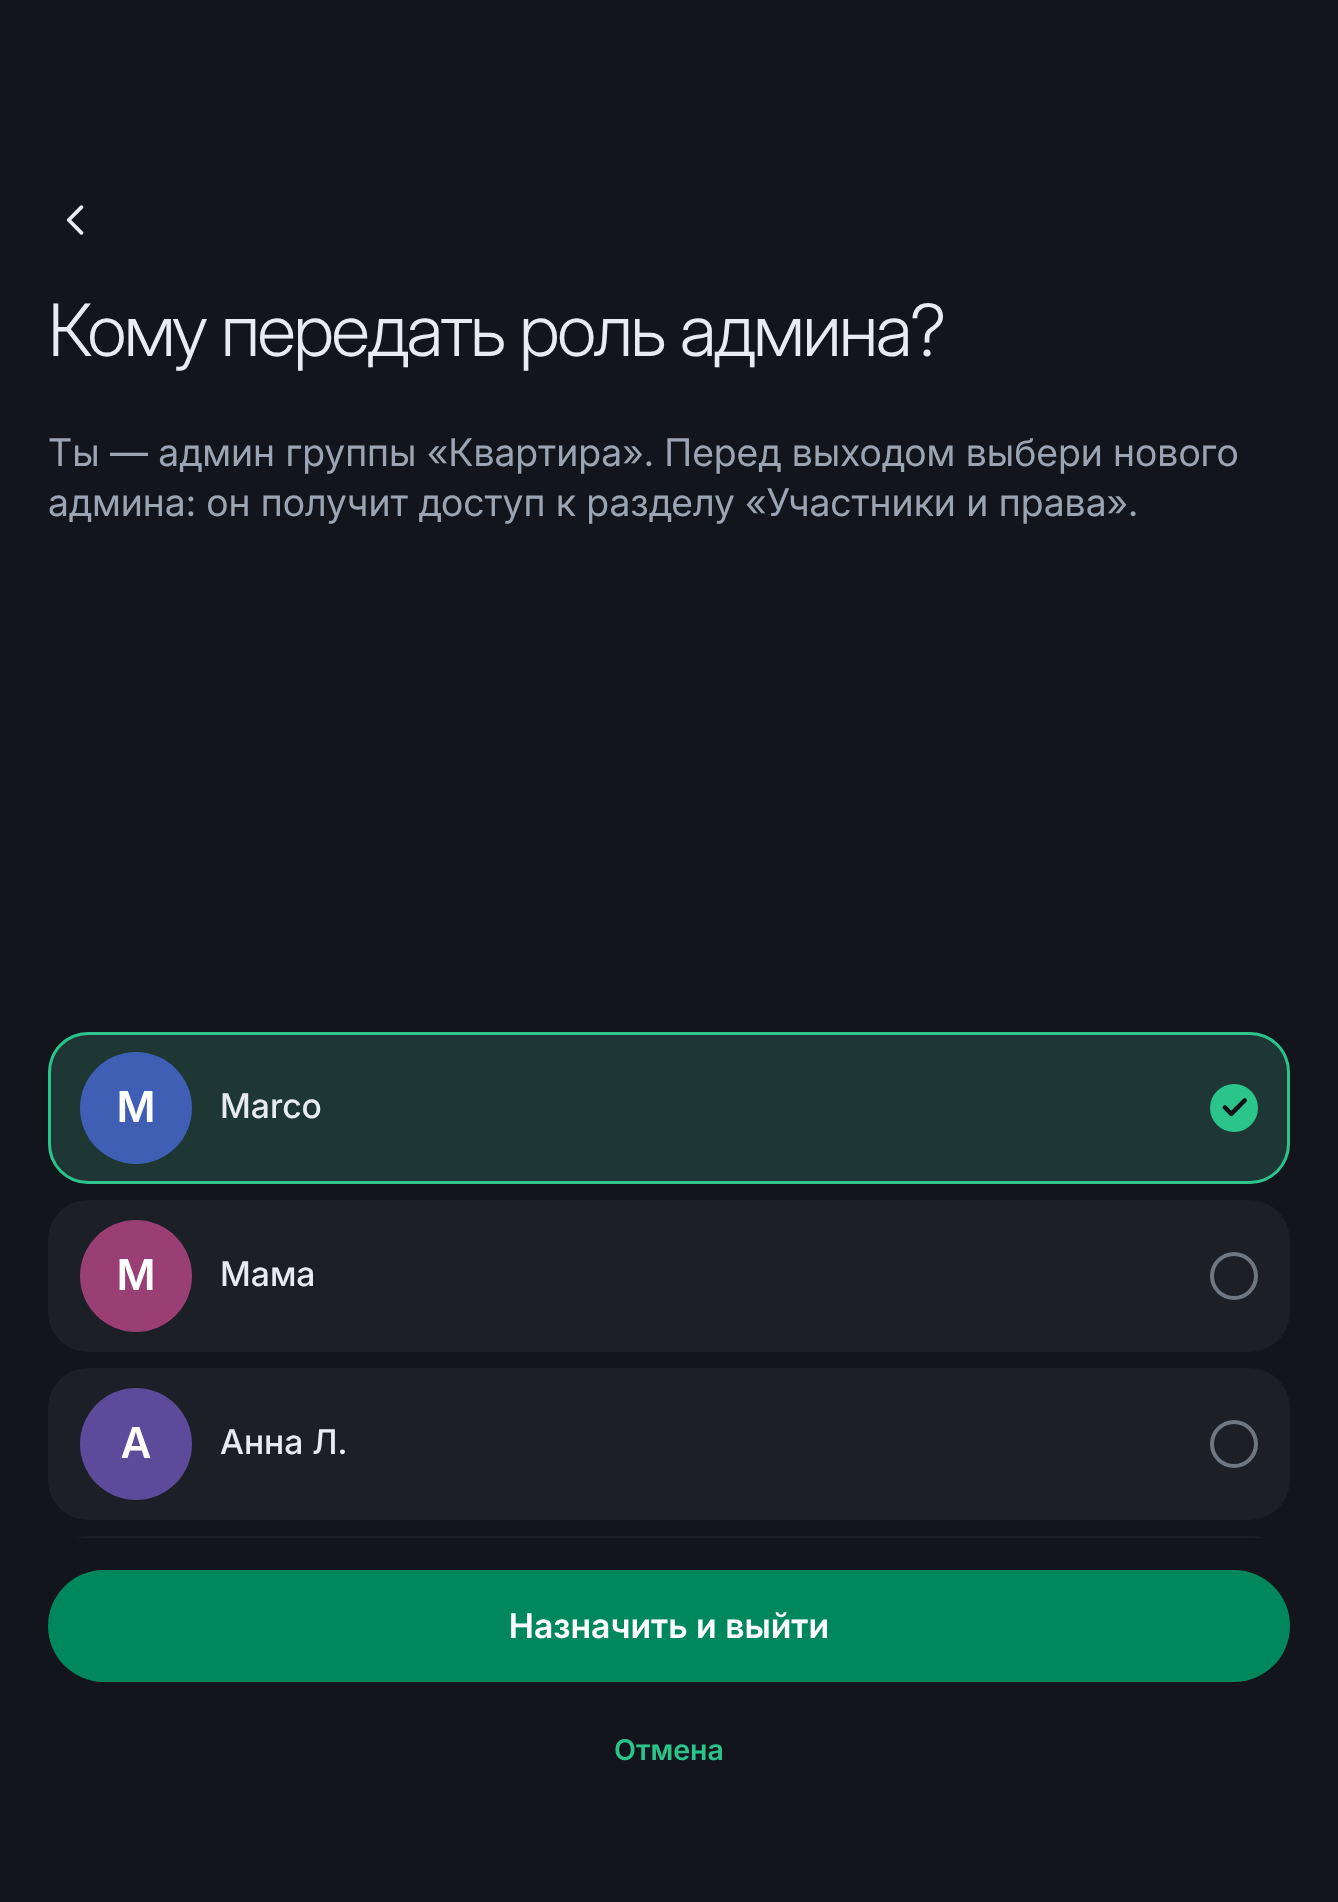 Кому передать роль админа?
Ты — админ группы «Квартира». Перед выходом выбери нового
админа: он получит доступ к разделу «Участники и права».
M
Marco
М
Мама
А
Анна Л.
Назначить и выйти
Отмена